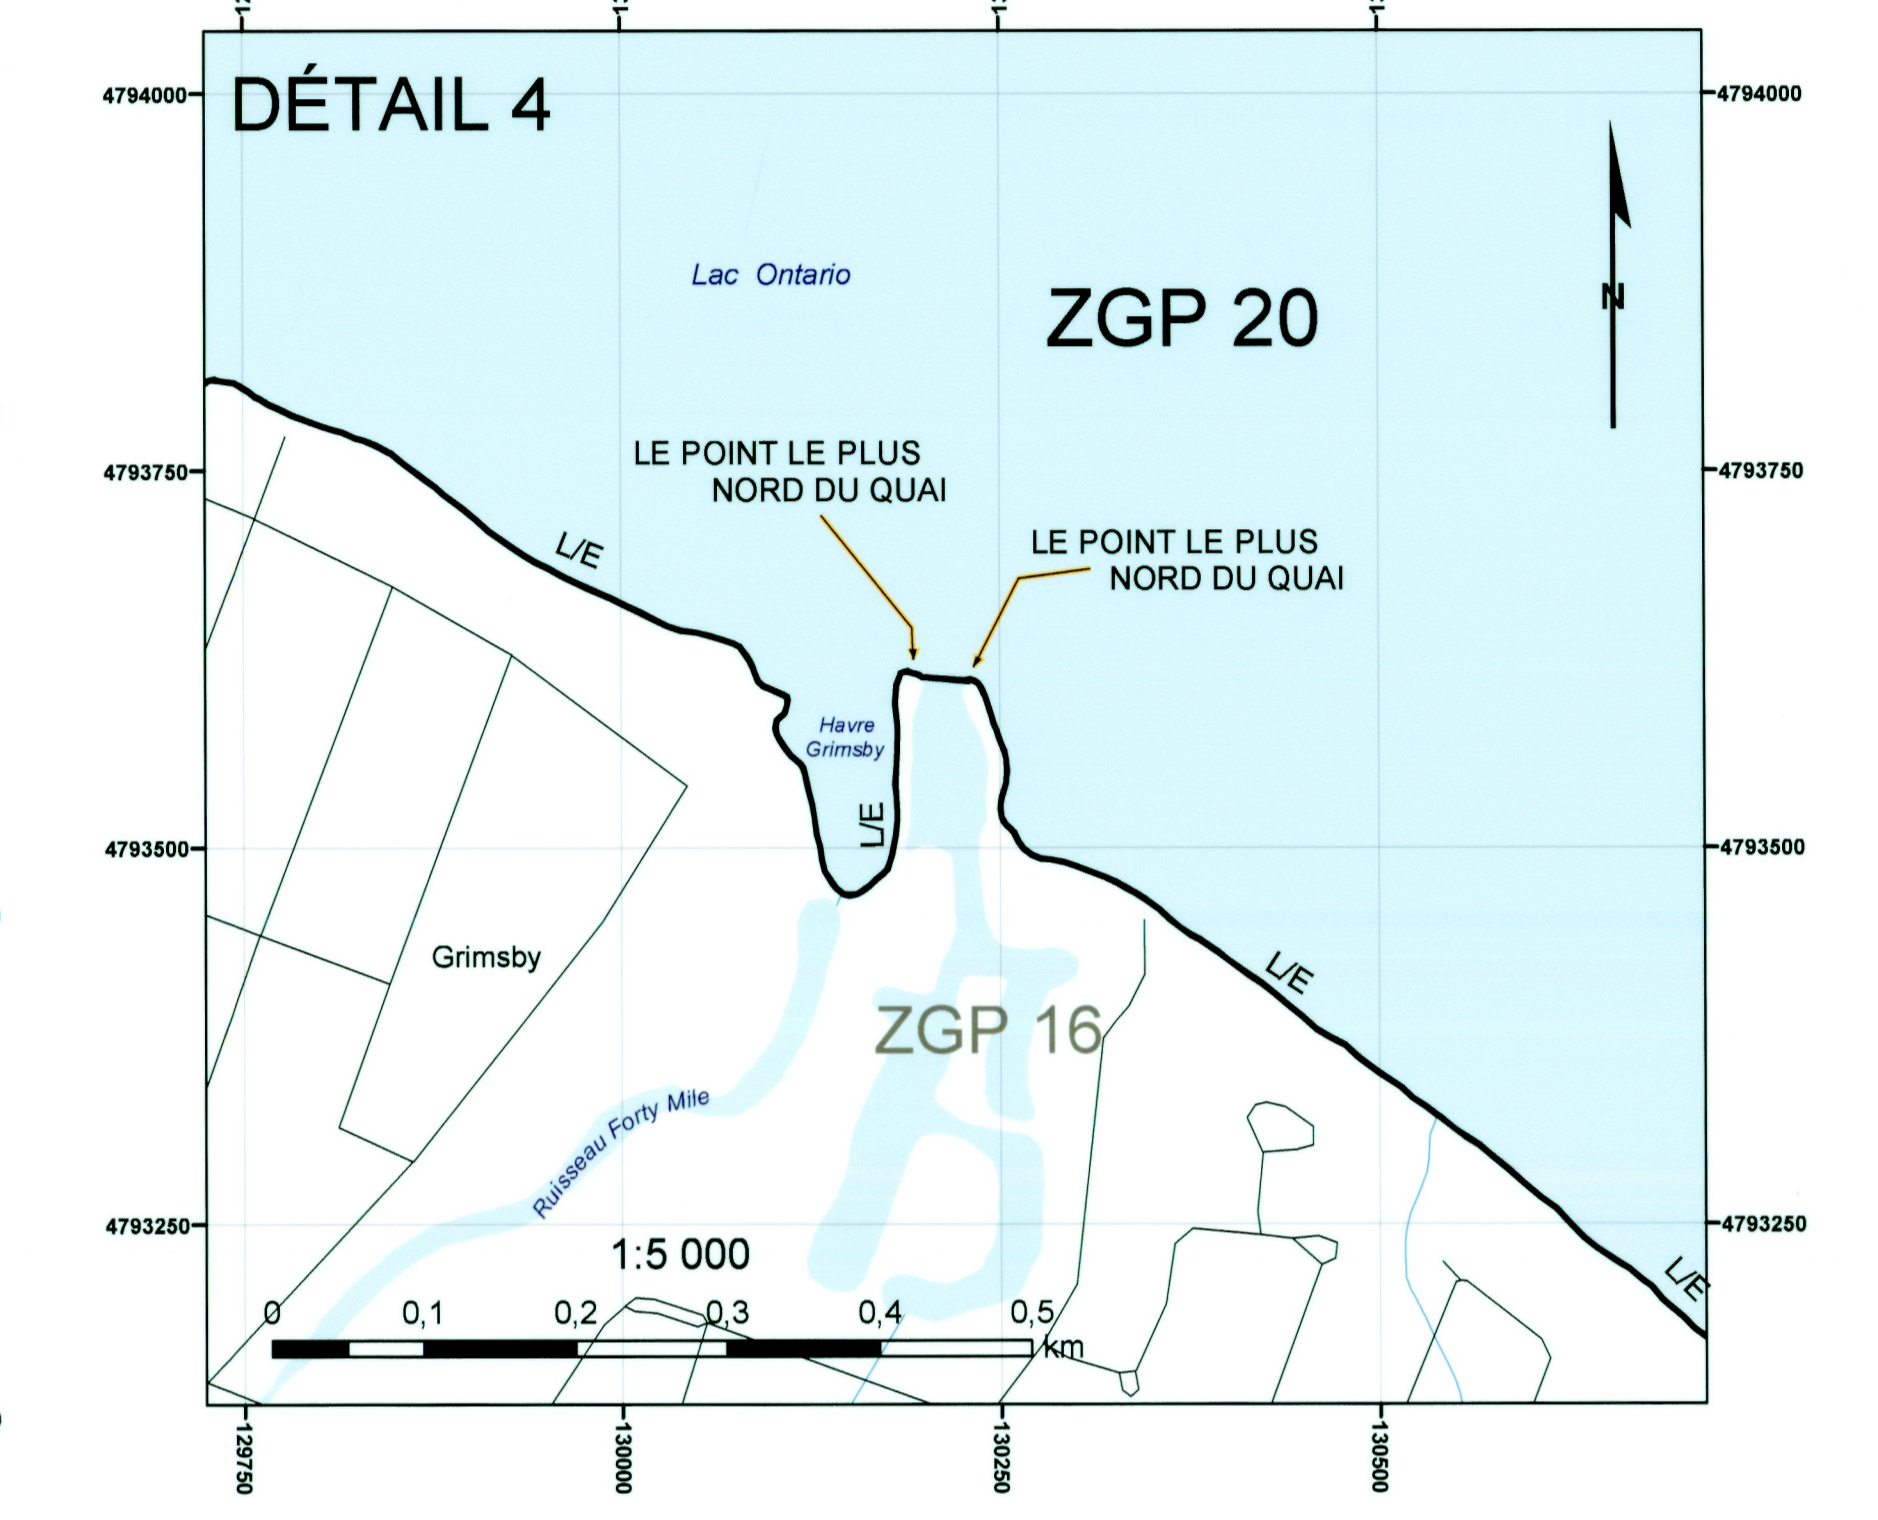 DÉTAIL 4
4794000
4794000
Lac Ontario
ZGP 20
N
LE POINT LE PLUS
NORD DU QUAI
4793750
4793750
LE POINT LE PLUS
NORD DU QUAI
L/E
Havre
Grimsby
L/E
4793500
4793500
Grimsby
L/E
ZGP 16
Ruisseau Forty Mile
4793250
4793250
1:5 000
L/E
0 0,1 0,2 0,3 0,4 0,5
km
129750
130000
130250
130500